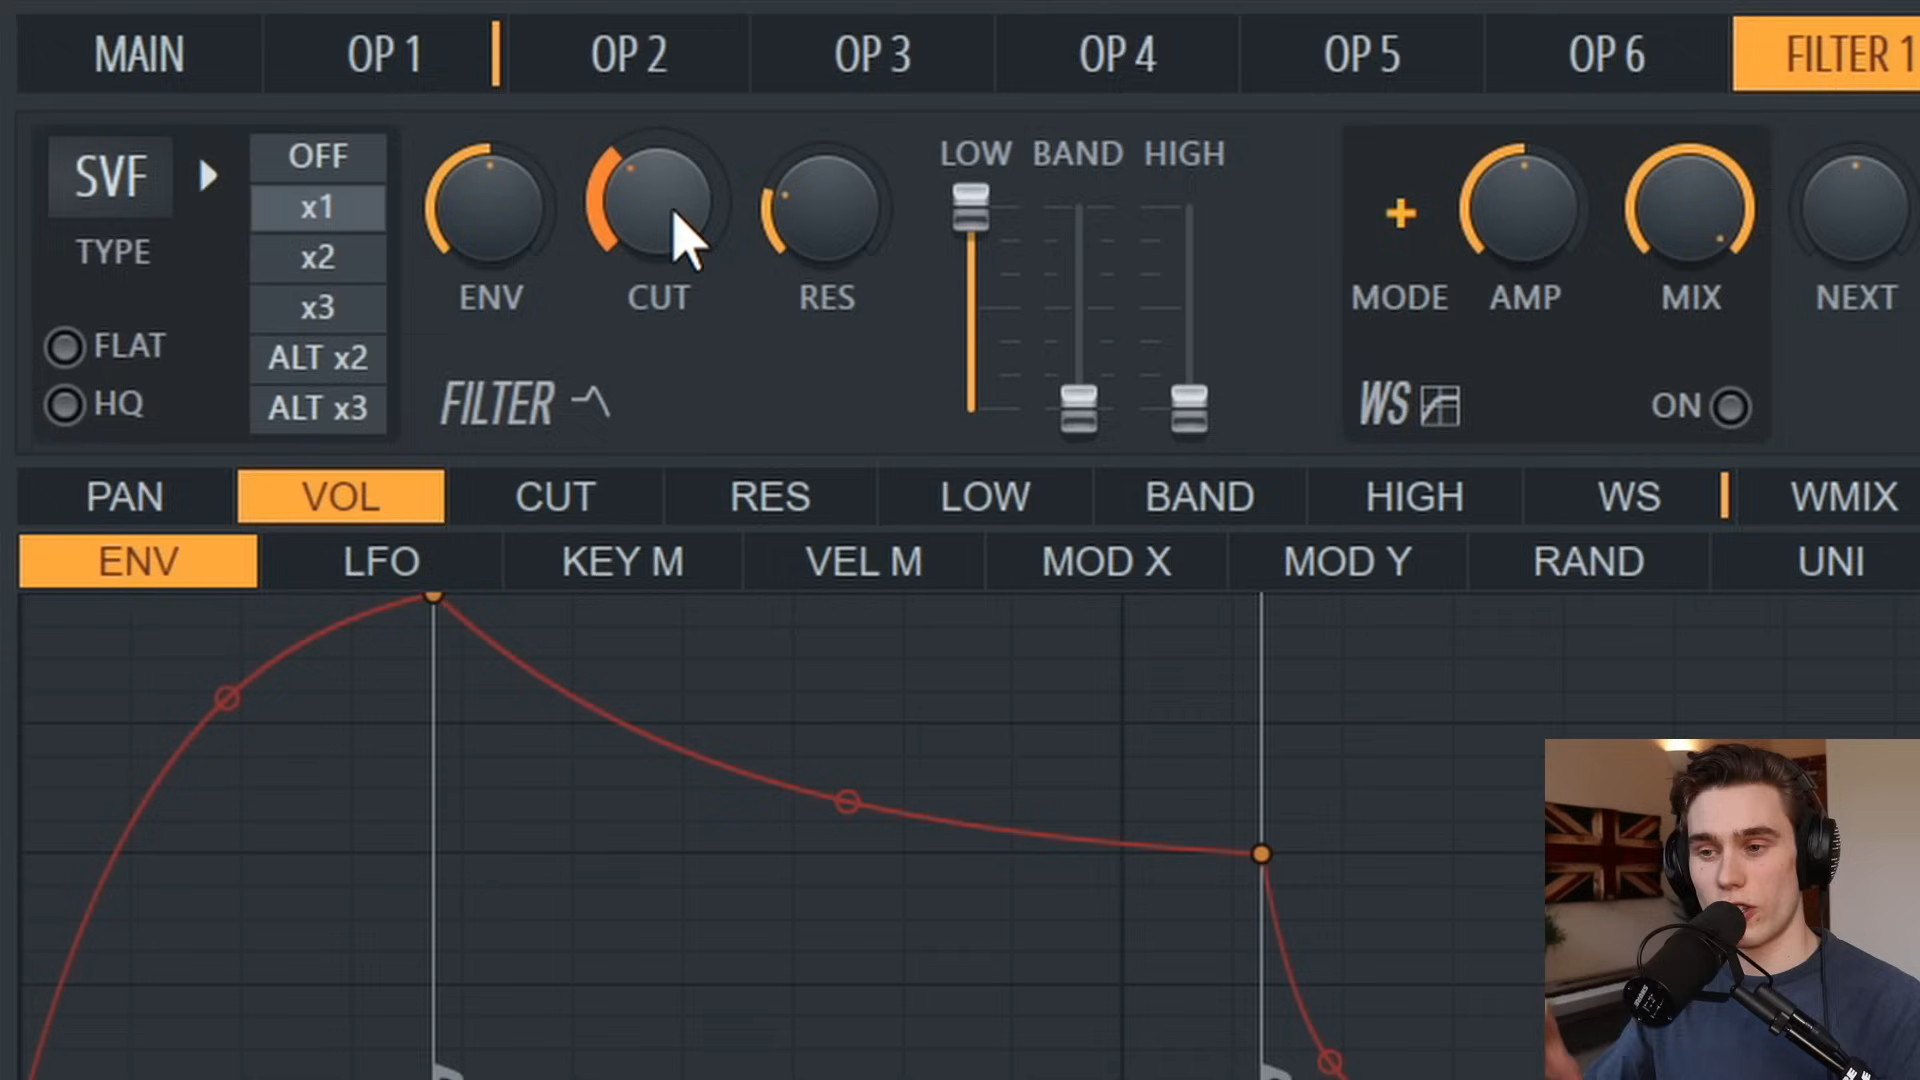 MAIN OP 1 OP 2 OP 3 OP 4 OP 5 OP 6 FILTER 1
SVF
TYPE
FLAT
HQ
OFF
x1
x2
x3
ALT x2
ALT x3
ENV CUT RES
FILTER
LOW BAND HIGH
+
MODE AMP MIX NEXT
WS ON
PAN VOL CUT RES LOW BAND HIGH WS WMIX
ENV LFO KEY M VEL M MOD X MOD Y RAND UNI